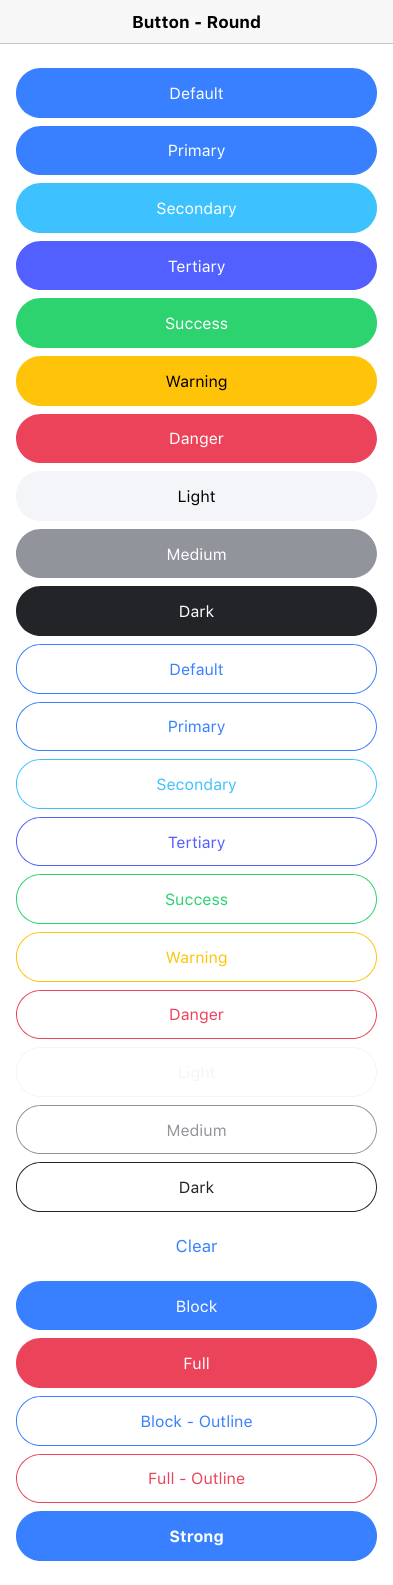 Button - Round
Default
Primary
Secondary
Tertiary
Success
Warning
Danger
Light
Medium
Dark
Default
Primary
Secondary
Tertiary
Success
Warning
Danger
Light
Medium
Dark
Clear
Block
Full
Block - Outline
Full - Outline
Strong